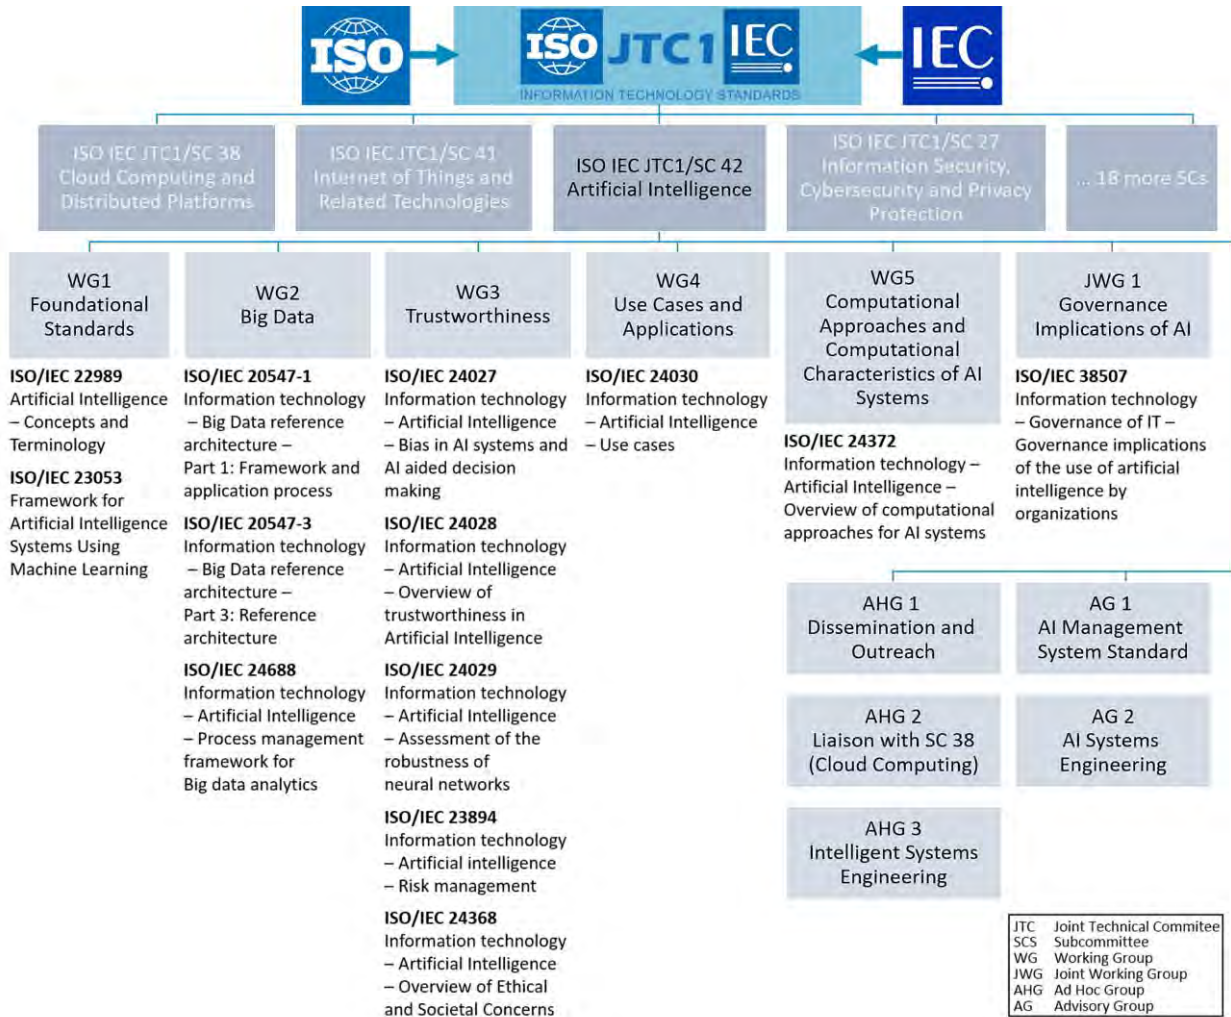 ISO
ISO JTC1 IEC
INFORMATION TECHNOLOGY STANDARDS
IEC
ISO IEC JTC1/SC 38
Cloud Computing and
Distributed Platforms
ISO IEC JTC1/SC 41
Internet of Things and
Related Technologies
ISO IEC JTC1/SC 42
Artificial Intelligence
ISO IEC JTC1/SC 27
Information Security,
Cybersecurity and Privacy
Protection
... 18 more SCs
WG1
Foundational
Standards
ISO/IEC 22989
Artificial Intelligence
– Concepts and
Terminology
ISO/IEC 23053
Framework for
Artificial Intelligence
Systems Using
Machine Learning
WG2
Big Data
ISO/IEC 20547-1
Information technology
– Big Data reference
architecture –
Part 1: Framework and
application process
ISO/IEC 20547-3
Information technology
– Big Data reference
architecture –
Part 3: Reference
architecture
ISO/IEC 24688
Information technology
– Artificial Intelligence
– Process management
framework for
Big data analytics
WG3
Trustworthiness
ISO/IEC 24027
Information technology
– Artificial Intelligence
– Bias in AI systems and
AI aided decision
making
ISO/IEC 24028
Information technology
– Artificial Intelligence
– Overview of
trustworthiness in
Artificial Intelligence
ISO/IEC 24029
Information technology
– Artificial Intelligence
– Assessment of the
robustness of
neural networks
ISO/IEC 23894
Information technology
– Artificial intelligence
– Risk management
ISO/IEC 24368
Information technology
– Artificial Intelligence
– Overview of Ethical
and Societal Concerns
WG4
Use Cases and
Applications
ISO/IEC 24030
Information technology
– Artificial Intelligence
– Use cases
WG5
Computational
Approaches and
Computational
Characteristics of AI
Systems
ISO/IEC 24372
Information technology –
Artificial Intelligence –
Overview of computational
approaches for AI systems
JWG 1
Governance
Implications of AI
ISO/IEC 38507
Information technology
– Governance of IT –
Governance implications
of the use of artificial
intelligence by
organizations
AHG 1
Dissemination and
Outreach
AG 1
AI Management
System Standard
AHG 2
Liaison with SC 38
(Cloud Computing)
AG 2
AI Systems
Engineering
AHG 3
Intelligent Systems
Engineering
JTC Joint Technical Commitee
SCS Subcommittee
WG Working Group
JWG Joint Working Group
AHG Ad Hoc Group
AG Advisory Group